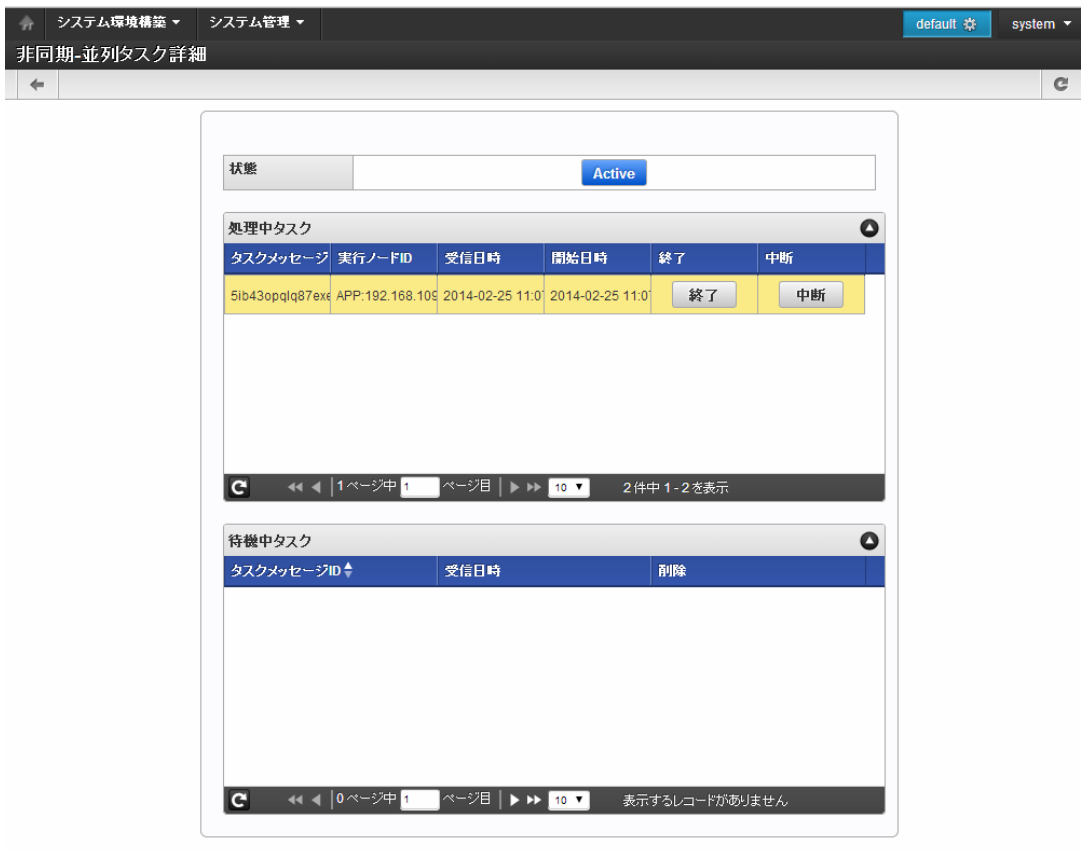 システム環境構築 ▼ システム管理 ▼ default system ▼
非同期-並列タスク詳細
状態 Active
処理中タスク
タスクメッセージ 実行ノードID 受信日時 開始日時 終了 中断
5ib43opqlq87exe APP:192.168.109 2014-02-25 11:07 2014-02-25 11:07 終了 中断
1 ページ中 1 ページ目 10 ▼ 2 件中 1 - 2 を表示
待機中タスク
タスクメッセージID 受信日時 削除
0 ページ中 1 ページ目 10 ▼ 表示するレコードがありません